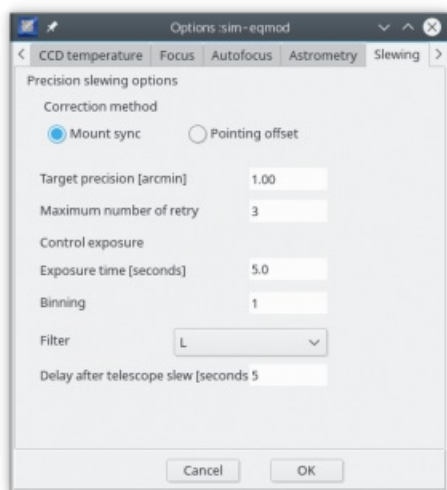 Options :sim-eqmod
CCD temperature Focus Autofocus Astrometry Slewing
Precision slewing options
Correction method
Mount sync Pointing offset
Target precision [arcmin] 1.00
Maximum number of retry 3
Control exposure
Exposure time [seconds] 5.0
Binning 1
Filter L
Delay after telescope slew [seconds 5
Cancel OK